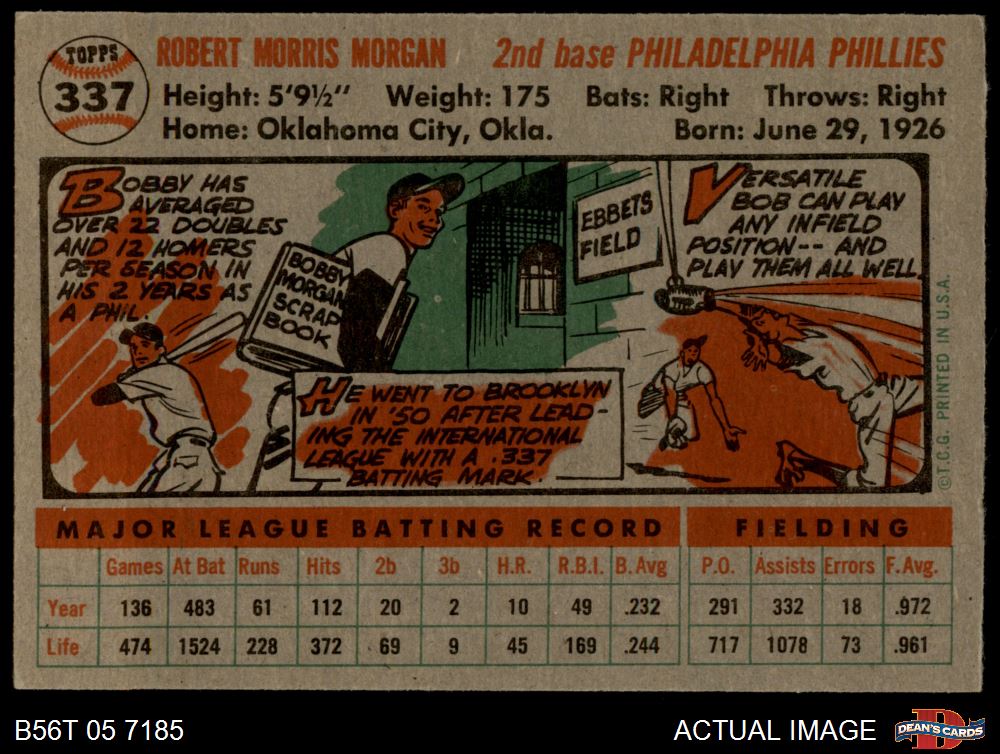 TOPPS
337
ROBERT MORRIS MORGAN 2nd base PHILADELPHIA PHILLIES
Height: 5'9½" Weight: 175 Bats: Right Throws: Right
Home: Oklahoma City, Okla. Born: June 29, 1926
BOBBY HAS
AVERAGED
OVER 22 DOUBLES
AND 12 HOMERS
PER SEASON IN
HIS 2 YEARS AS
A PHIL.
BOBBY
MORGAN
SCRAP
BOOK
EBBETS
FIELD
HE WENT TO BROOKLYN
IN '50 AFTER LEAD-
ING THE INTERNATIONAL
LEAGUE WITH A .337
BATTING MARK.
VERSATILE
BOB CAN PLAY
ANY INFIELD
POSITION-- AND
PLAY THEM ALL WELL.
©T.C.G. PRINTED IN U.S.A.
MAJOR LEAGUE BATTING RECORD FIELDING
Games At Bat Runs Hits 2b 3b H.R. R.B.I. B. Avg P.O. Assists Errors F. Avg.
Year 136 483 61 112 20 2 10 49 .232 291 332 18 .972
Life 474 1524 228 372 69 9 45 169 .244 717 1078 73 .961
B56T 05 7185 ACTUAL IMAGE
D
DEAN'S CARDS